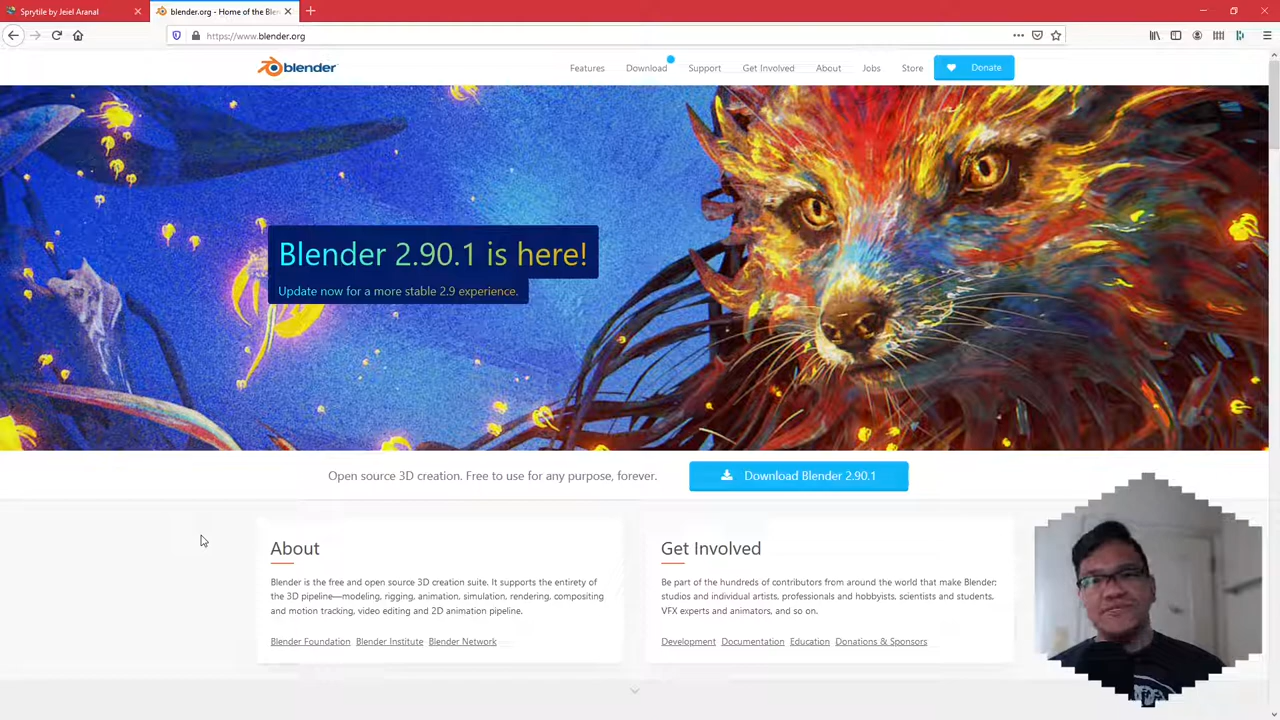 Sprytile by Jeiel Aranal
blender.org - Home of the Blen
https://www.blender.org
blender
Features
Download
Support
Get Involved
About
Jobs
Store
Donate
Blender 2.90.1 is here!
Update now for a more stable 2.9 experience.
Open source 3D creation. Free to use for any purpose, forever.
Download Blender 2.90.1
About
Blender is the free and open source 3D creation suite. It supports the entirety of
the 3D pipeline—modeling, rigging, animation, simulation, rendering, compositing
and motion tracking, video editing and 2D animation pipeline.
Blender Foundation Blender Institute Blender Network
Get Involved
Be part of the hundreds of contributors from around the world that make Blender:
studios and individual artists, professionals and hobbyists, scientists and students,
VFX experts and animators, and so on.
Development Documentation Education Donations & Sponsors